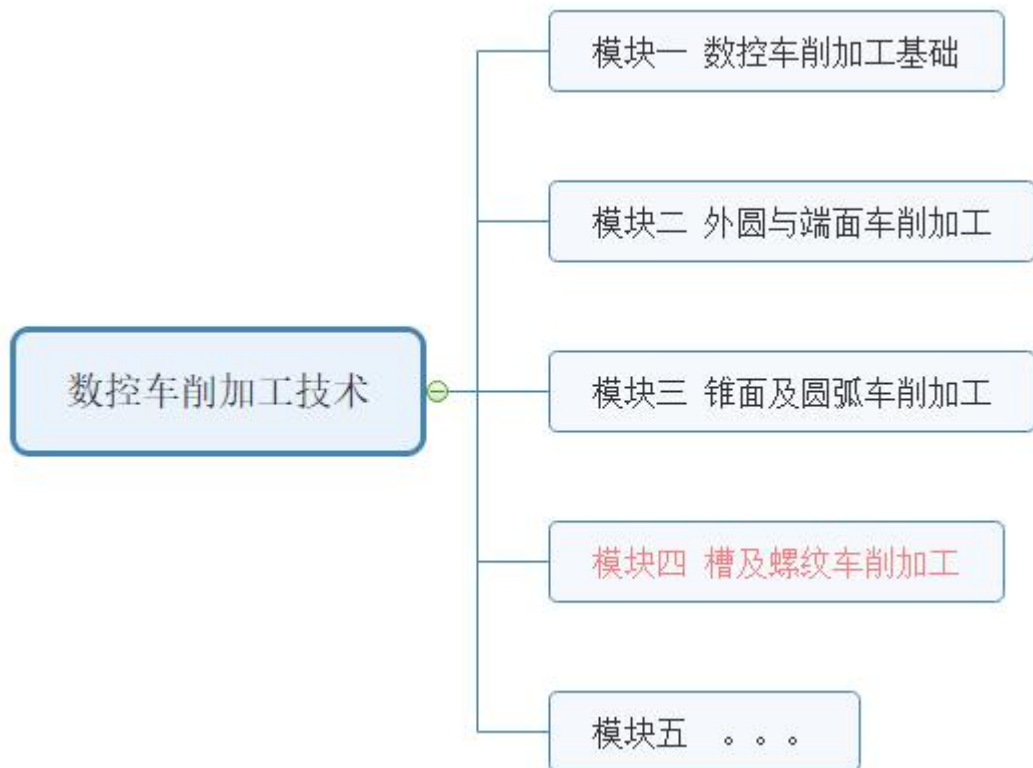 模块一 数控车削加工基础
模块二 外圆与端面车削加工
数控车削加工技术
模块三 锥面及圆弧车削加工
模块四 槽及螺纹车削加工
模块五 。。。